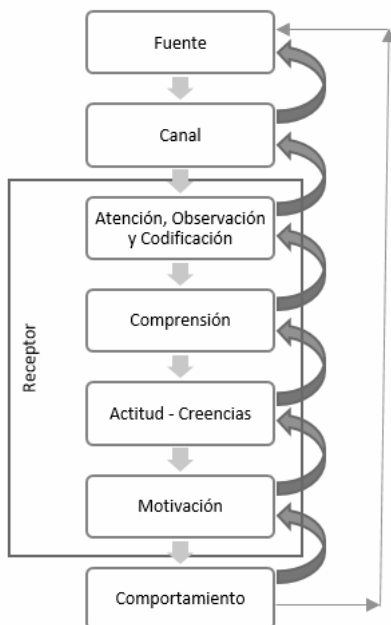 Fuente
Canal
Receptor
Atención, Observación
y Codificación
Comprensión
Actitud - Creencias
Motivación
Comportamiento